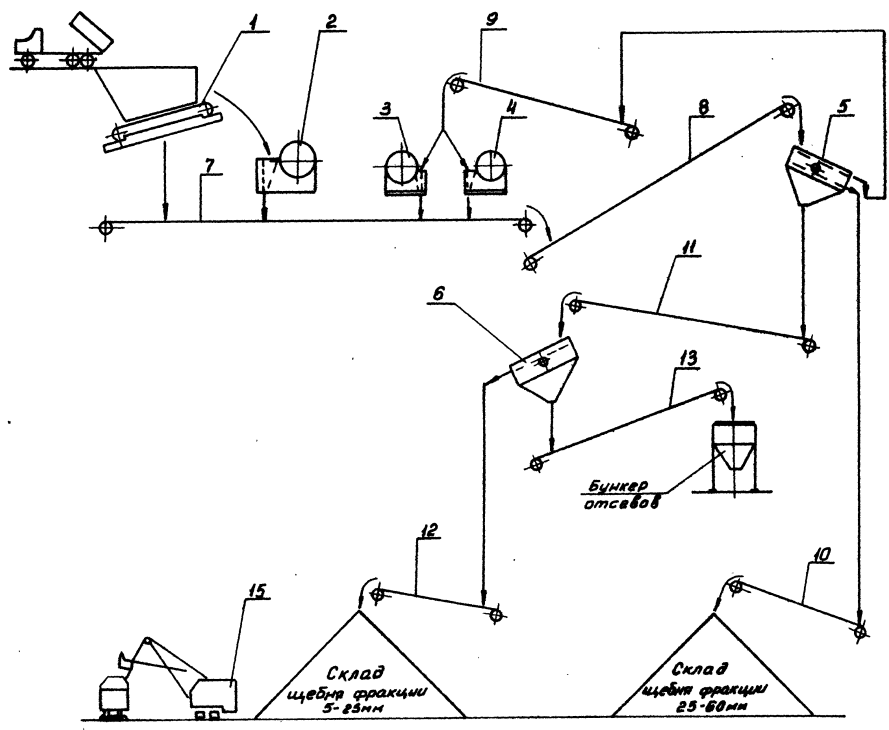 1
2
9
3
4
8
5
7
11
6
13
Бункер
отсевов
12
10
15
Склад
щебня фракции
5-25мм
Склад
щебня фракции
25-60мм